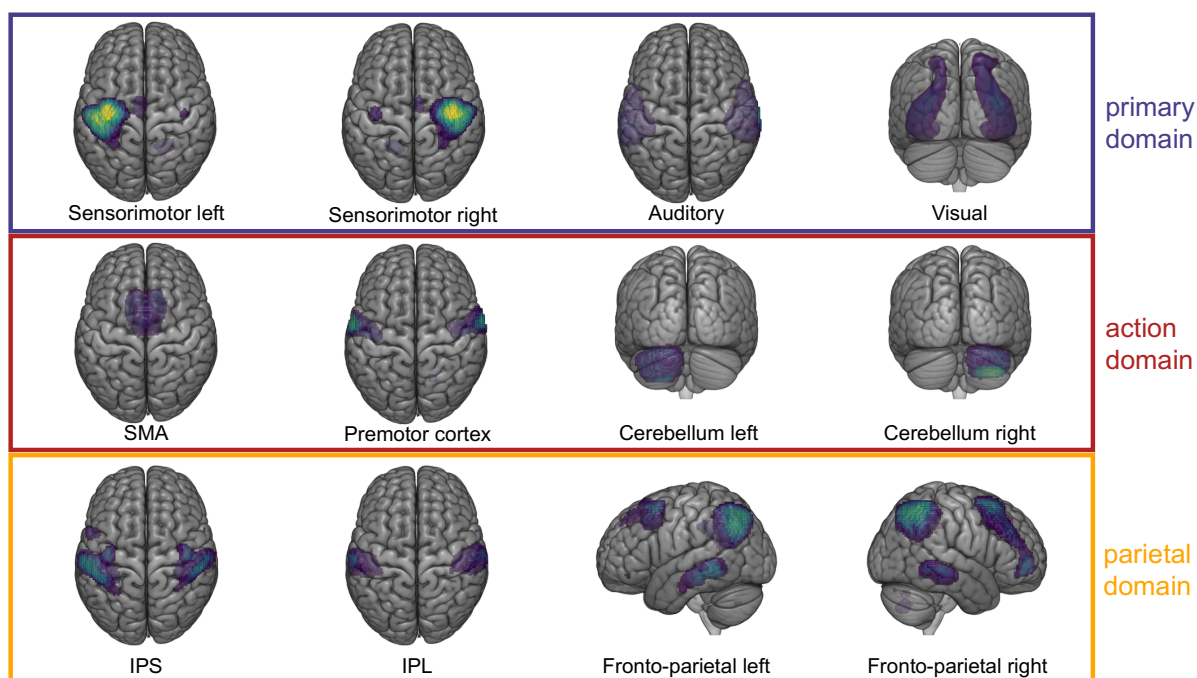 Sensorimotor left
Sensorimotor right
Auditory
Visual
primary
domain
SMA
Premotor cortex
Cerebellum left
Cerebellum right
action
domain
IPS
IPL
Fronto-parietal left
Fronto-parietal right
parietal
domain